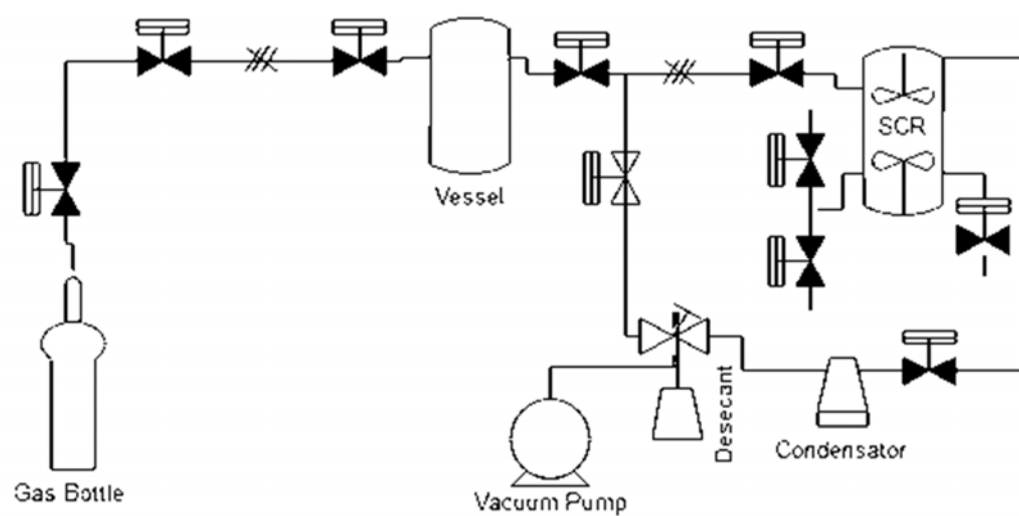 SCR
Vessel
Desecant
Condensator
Gas Bottle
Vacuum Pump